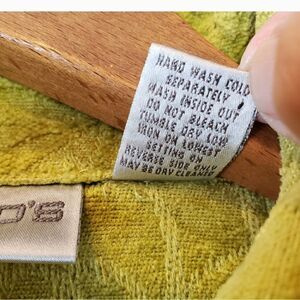 HAND WASH COLD
SEPARATELY
WASH INSIDE OUT
DO NOT BLEACH
TUMBLE DRY LOW
IRON ON LOWEST
SETTING ON
REVERSE SIDE ONLY
MAY BE DRY CLEANED
O'S